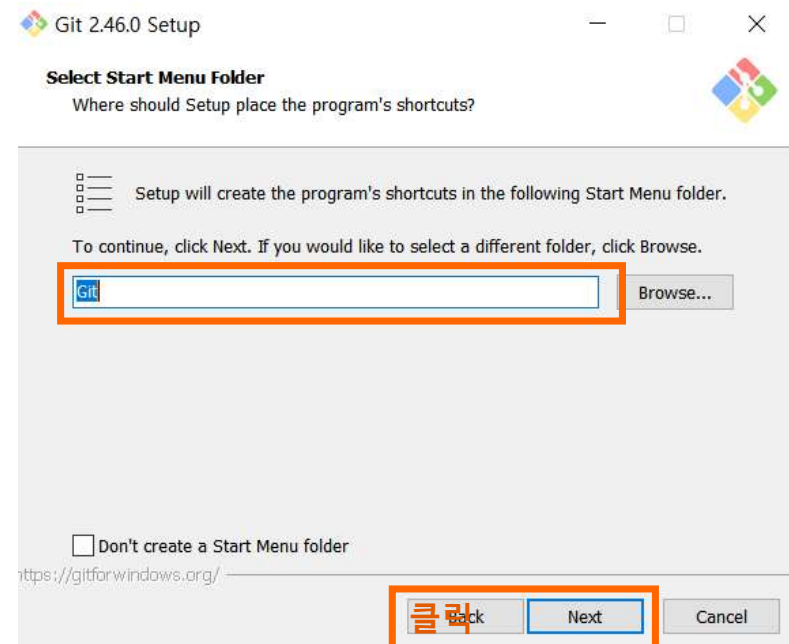 Git 2.46.0 Setup
Select Start Menu Folder
Where should Setup place the program's shortcuts?
Setup will create the program's shortcuts in the following Start Menu folder.
To continue, click Next. If you would like to select a different folder, click Browse.
Git
Browse...
Don't create a Start Menu folder
https://gitforwindows.org/
클릭
Back
Next
Cancel